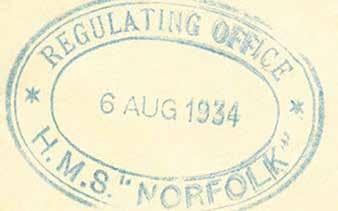 REGULATING OFFICE
* 6 AUG 1934 *
H.M.S. "NORFOLK"